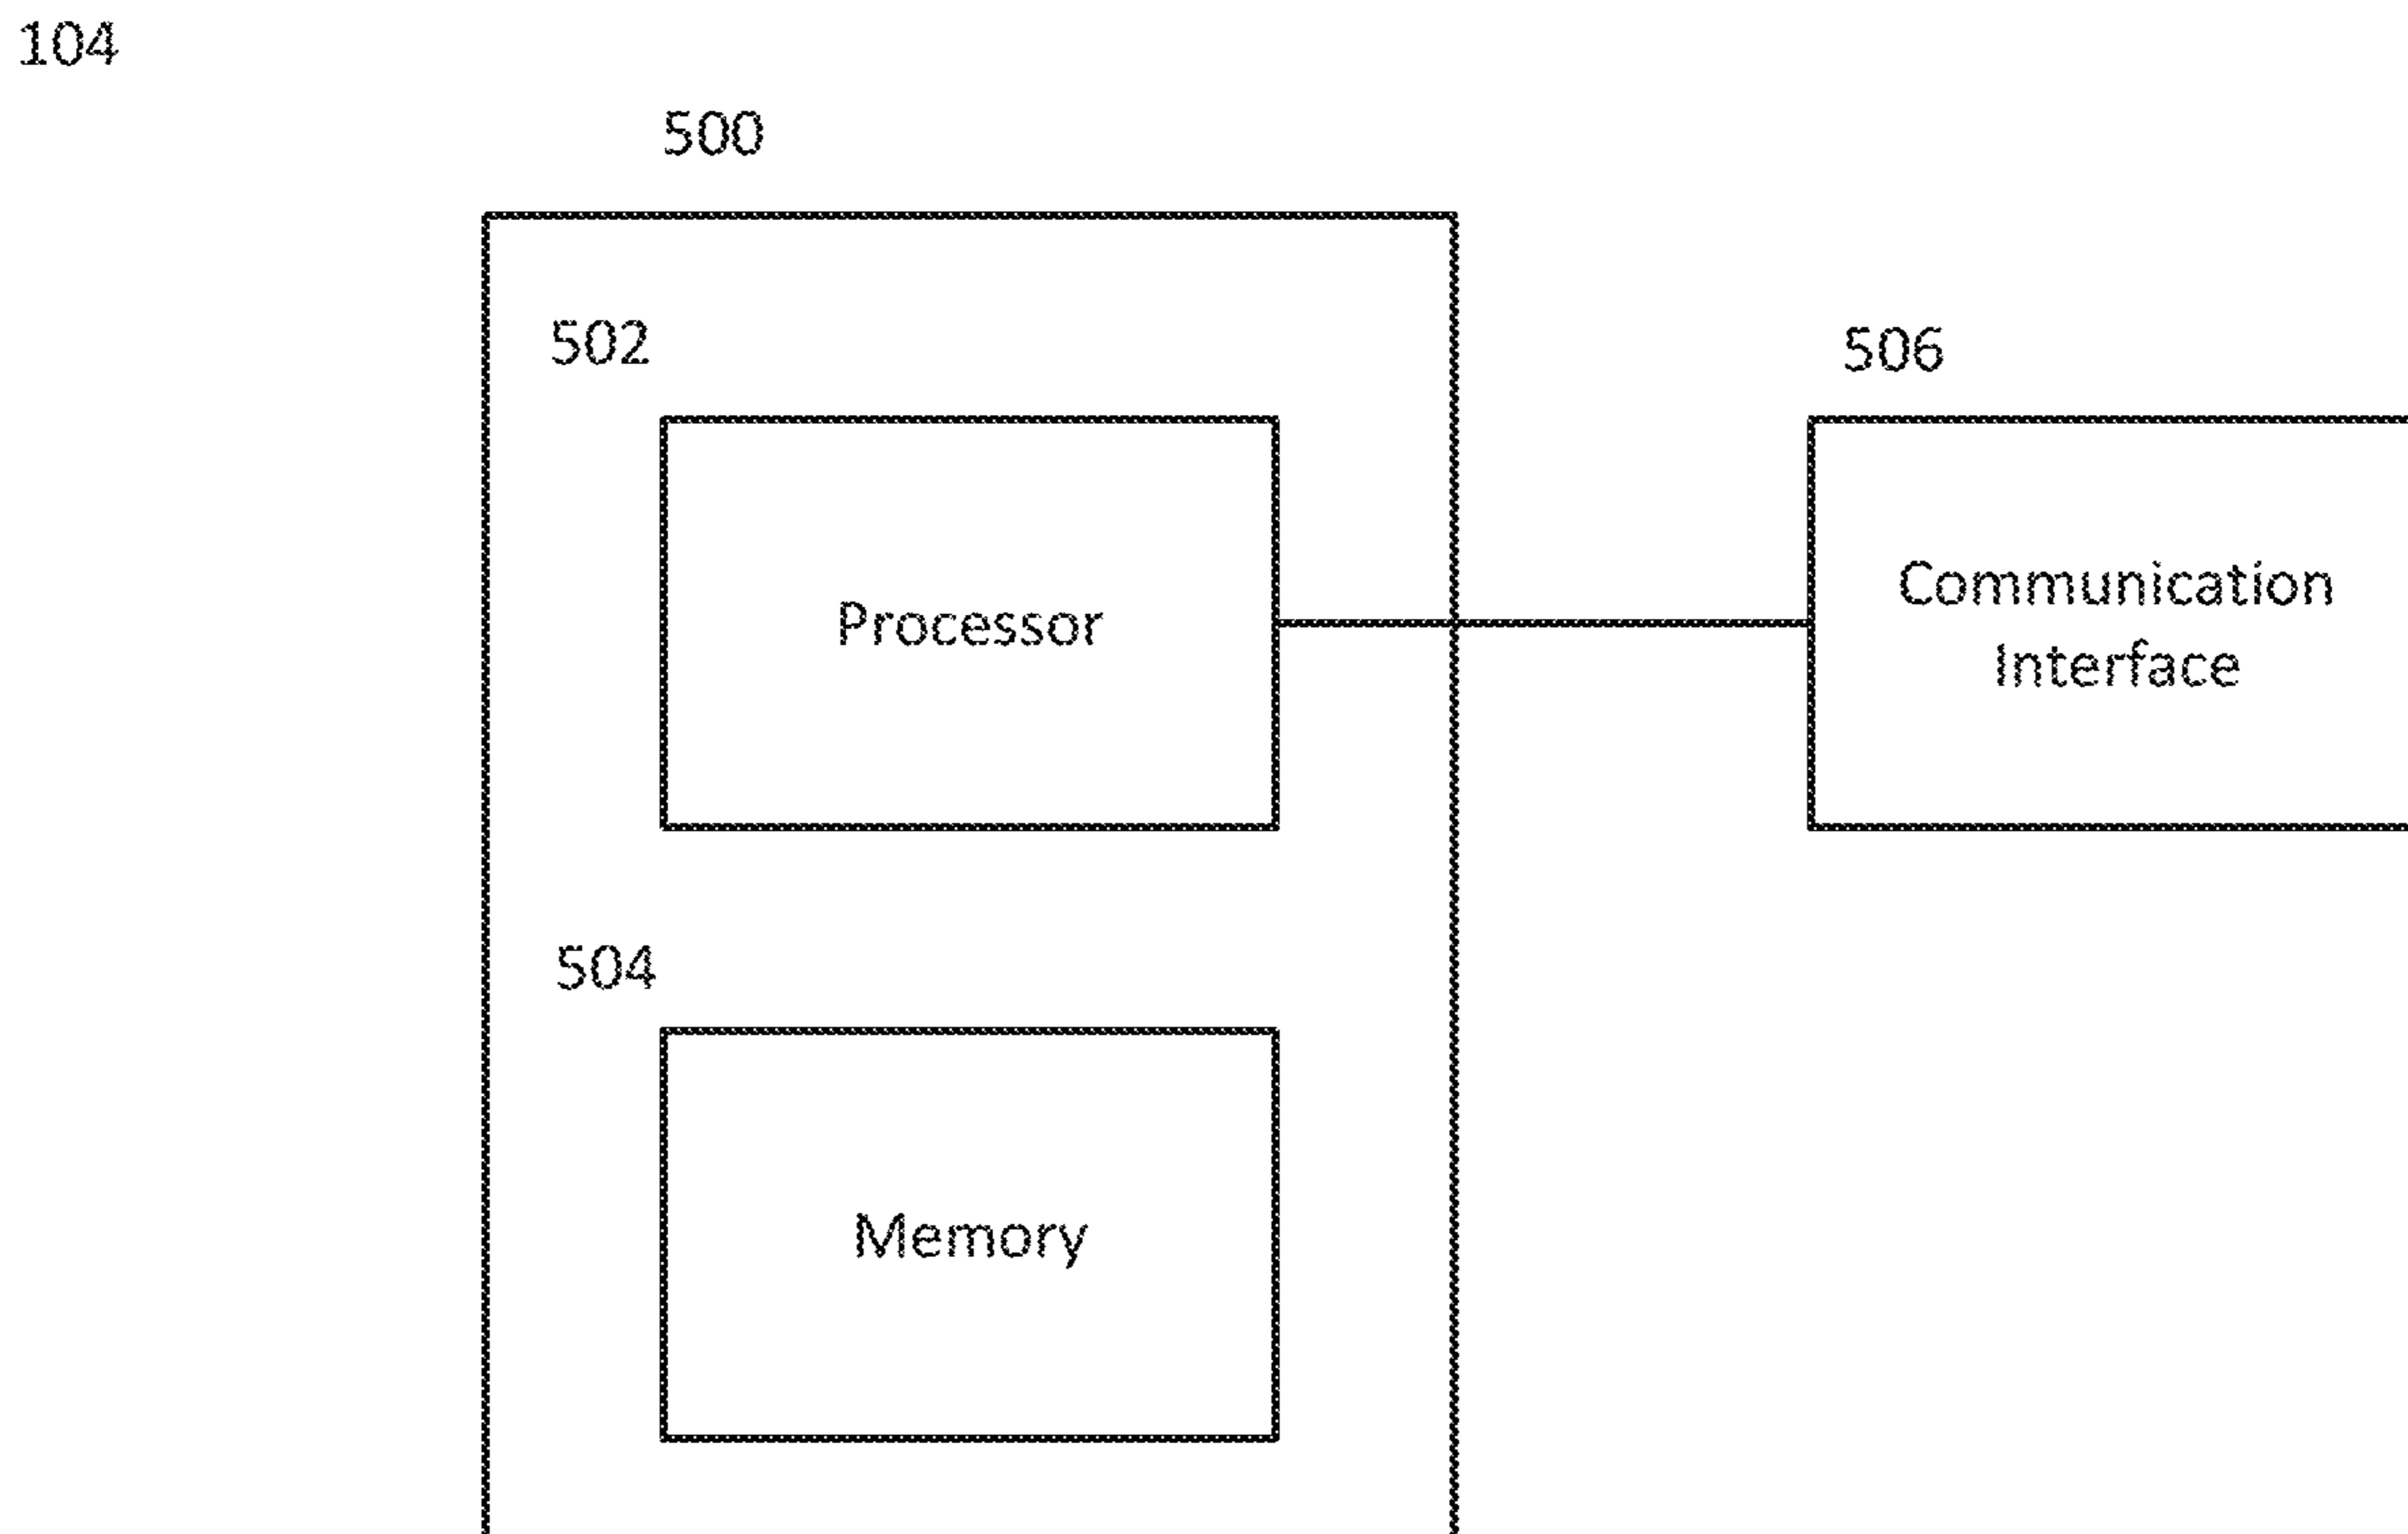 104
500
502
506
Processor
Communication
Interface
504
Memory